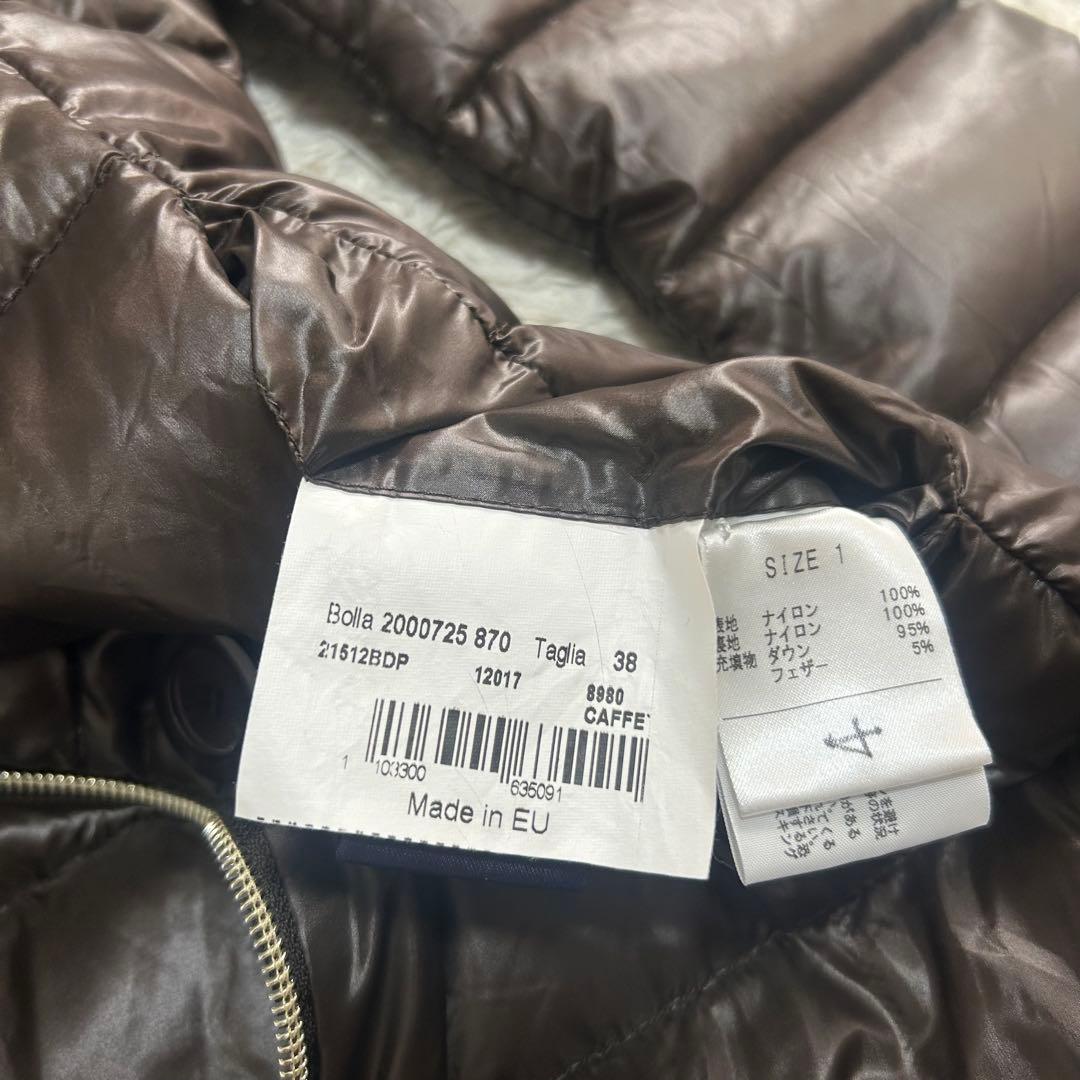 Bolla 2000725 870 Taglia 38
21512BDP 12017 8980
CAFFE'
1 103300 635091
Made in EU
SIZE 1
表地 ナイロン 100%
裏地 ナイロン 100%
充填物 ダウン 95%
フェザー 5%